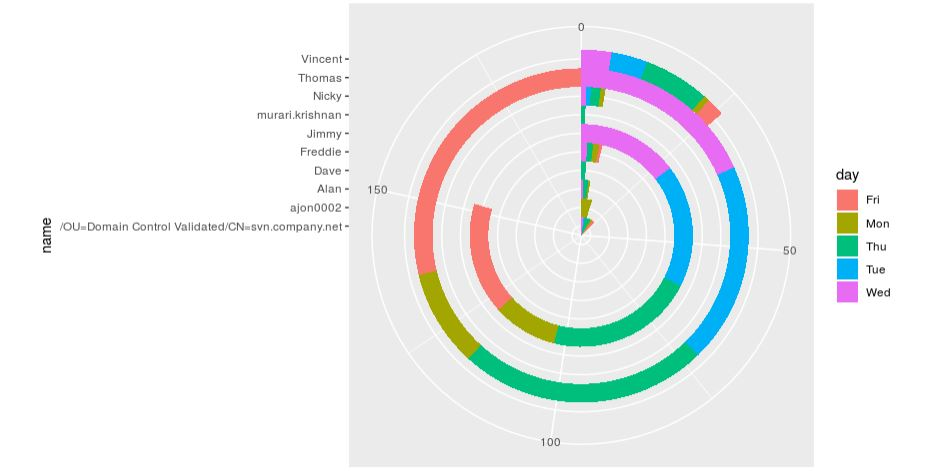 0
Vincent
Thomas
Nicky
murari.krishnan
Jimmy
Freddie
Dave
Alan
ajon0002
/OU=Domain Control Validated/CN=svn.company.net
name
150
50
100
day
Fri
Mon
Thu
Tue
Wed